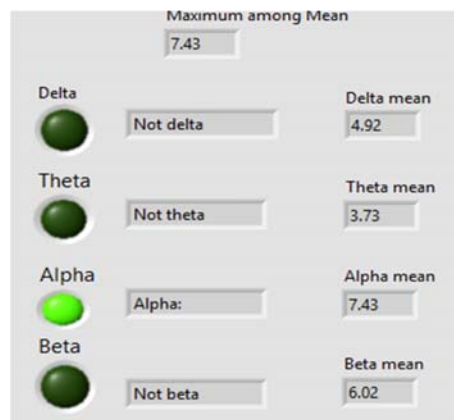 Maximum among Mean
7.43
Delta
Delta mean
Not delta
4.92
Theta
Theta mean
Not theta
3.73
Alpha
Alpha mean
Alpha:
7.43
Beta
Beta mean
Not beta
6.02